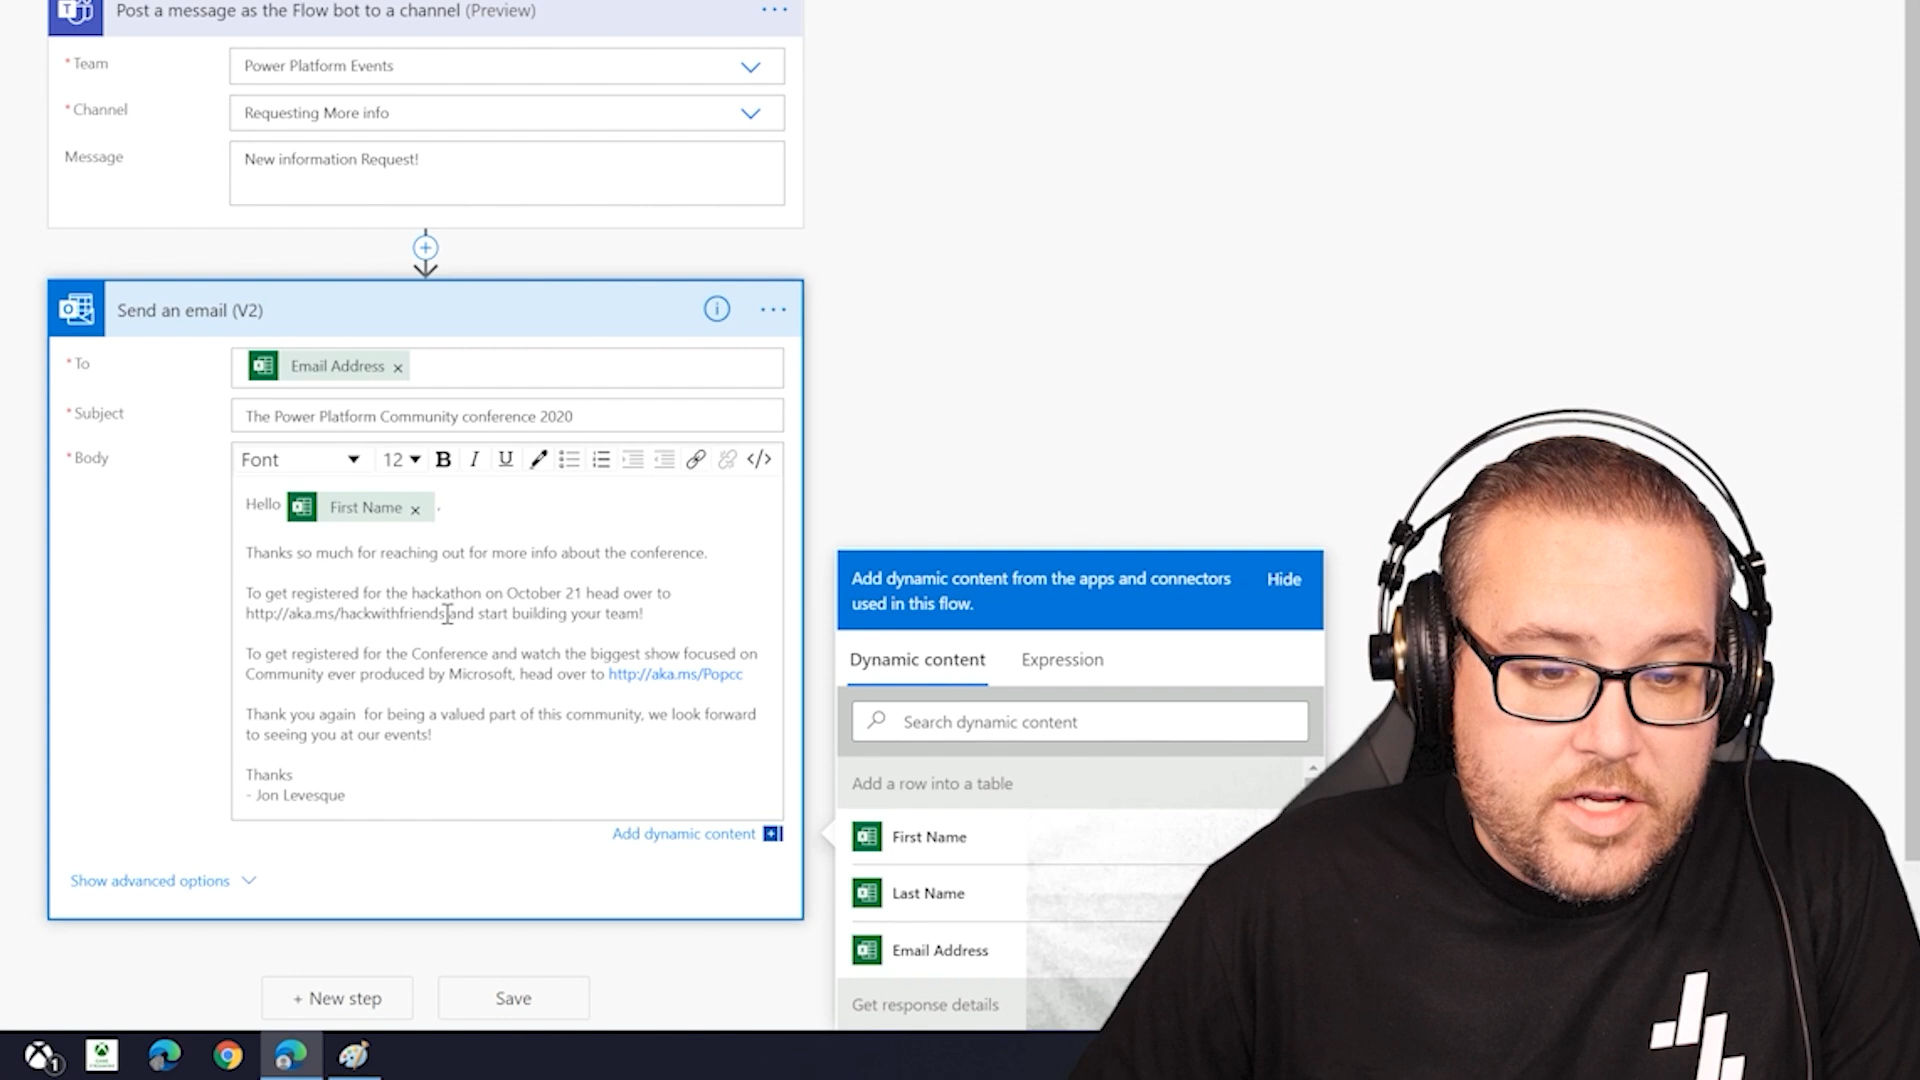 Post a message as the Flow bot to a channel (Preview)
* Team
Power Platform Events
* Channel
Requesting More info
Message
New information Request!
Send an email (V2)
* To
Email Address ×
* Subject
The Power Platform Community conference 2020
* Body
Font
12
B I U
</>
Hello First Name × ,
Thanks so much for reaching out for more info about the conference.
To get registered for the hackathon on October 21 head over to
http://aka.ms/hackwithfriends and start building your team!
To get registered for the Conference and watch the biggest show focused on
Community ever produced by Microsoft, head over to http://aka.ms/Popcc
Thank you again  for being a valued part of this community, we look forward
to seeing you at our events!
Thanks
- Jon Levesque
Add dynamic content
Show advanced options
+ New step
Save
Add dynamic content from the apps and connectors
used in this flow.
Hide
Dynamic content
Expression
Search dynamic content
Add a row into a table
First Name
Last Name
Email Address
Get response details
1